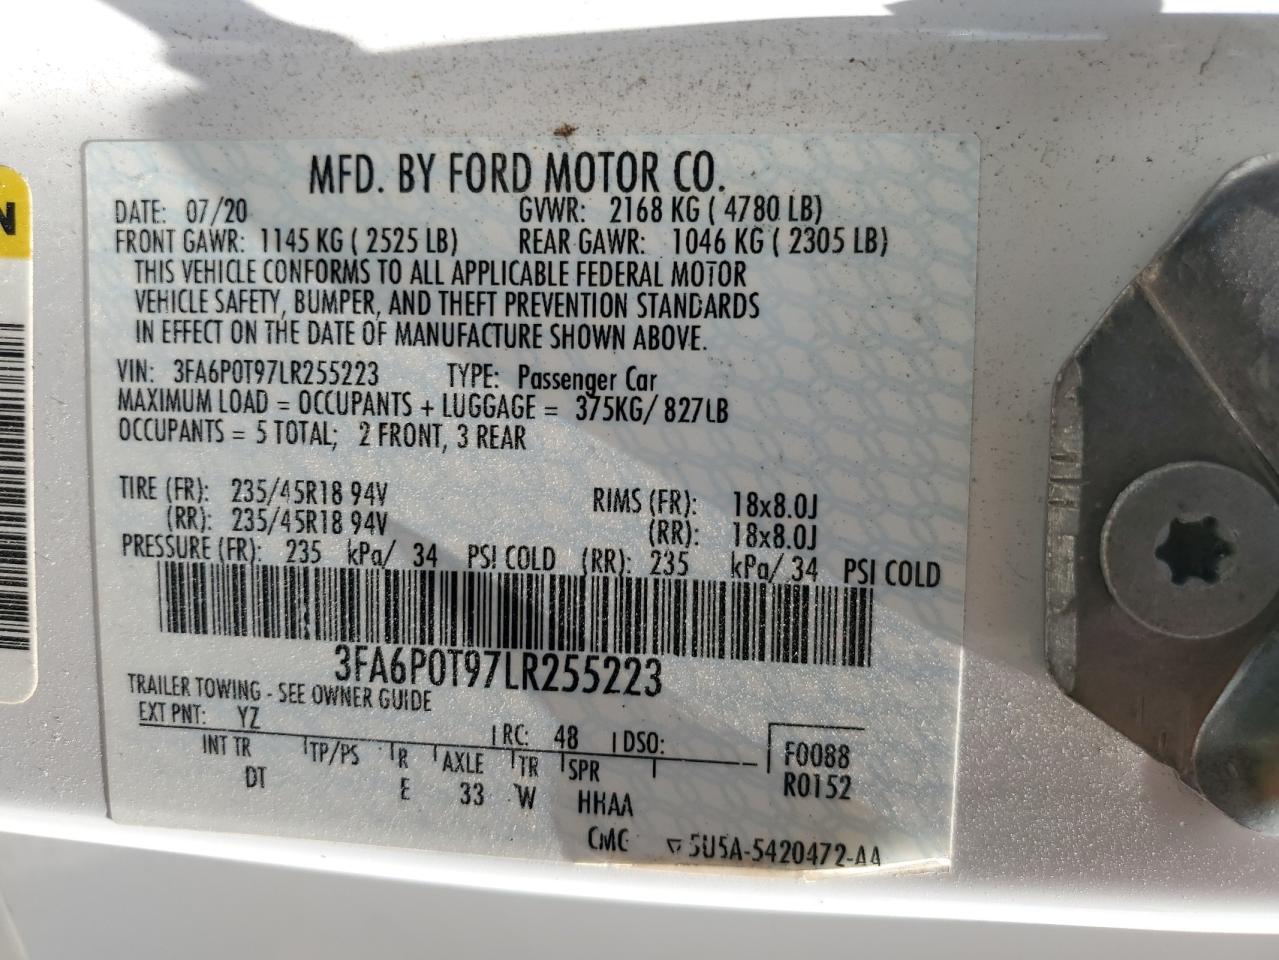 MFD. BY FORD MOTOR CO.
DATE: 07/20 GVWR: 2168 KG ( 4780 LB)
FRONT GAWR: 1145 KG ( 2525 LB) REAR GAWR: 1046 KG ( 2305 LB)
THIS VEHICLE CONFORMS TO ALL APPLICABLE FEDERAL MOTOR
VEHICLE SAFETY, BUMPER, AND THEFT PREVENTION STANDARDS
IN EFFECT ON THE DATE OF MANUFACTURE SHOWN ABOVE.
VIN: 3FA6P0T97LR255223 TYPE: Passenger Car
MAXIMUM LOAD = OCCUPANTS + LUGGAGE = 375KG/ 827LB
OCCUPANTS = 5 TOTAL; 2 FRONT, 3 REAR
TIRE (FR): 235/45R18 94V RIMS (FR): 18x8.0J
(RR): 235/45R18 94V (RR): 18x8.0J
PRESSURE (FR): 235 kPa/ 34 PSI COLD (RR): 235 kPa/ 34 PSI COLD
3FA6P0T97LR255223
TRAILER TOWING - SEE OWNER GUIDE
EXT PNT: YZ RC: 48 DSO:
INT TR TP/PS R AXLE TR SPR F0088
DT E 33 W HHAA R0152
CMC 5U5A-5420472-AA
N